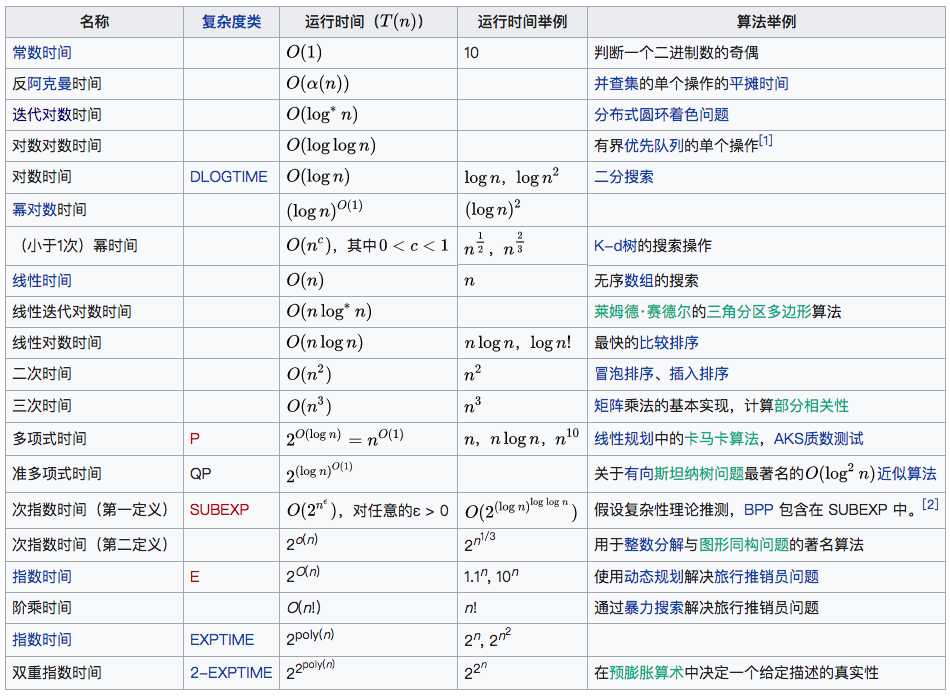 名称 复杂度类 运行时间（T(n)） 运行时间举例 算法举例
常数时间 O(1) 10 判断一个二进制数的奇偶
反阿克曼时间 O(α(n)) 并查集的单个操作的平摊时间
迭代对数时间 O(log* n) 分布式圆环着色问题
对数对数时间 O(log log n) 有界优先队列的单个操作[1]
对数时间 DLOGTIME O(log n) log n，log n² 二分搜索
幂对数时间 (log n)^O(1) (log n)²
（小于1次）幂时间 O(n^c)，其中0 < c < 1 n^(1/2)，n^(2/3) K-d树的搜索操作
线性时间 O(n) n 无序数组的搜索
线性迭代对数时间 O(n log* n) 莱姆德·赛德尔的三角分区多边形算法
线性对数时间 O(n log n) n log n，log n! 最快的比较排序
二次时间 O(n²) n² 冒泡排序、插入排序
三次时间 O(n³) n³ 矩阵乘法的基本实现，计算部分相关性
多项式时间 P 2^O(log n) = n^O(1) n，n log n，n^10 线性规划中的卡马卡算法，AKS质数测试
准多项式时间 QP 2^(log n)^O(1) 关于有向斯坦纳树问题最著名的O(log² n)近似算法
次指数时间（第一定义） SUBEXP O(2^n^ϵ)，对任意的ε > 0 O(2^(log n)^log log n) 假设复杂性理论推测，BPP 包含在 SUBEXP 中。[2]
次指数时间（第二定义） 2^o(n) 2^n^1/3 用于整数分解与图形同构问题的著名算法
指数时间 E 2^O(n) 1.1^n, 10^n 使用动态规划解决旅行推销员问题
阶乘时间 O(n!) n! 通过暴力搜索解决旅行推销员问题
指数时间 EXPTIME 2^poly(n) 2^n, 2^n^2
双重指数时间 2-EXPTIME 2^2^poly(n) 2^2^n 在预膨胀算术中决定一个给定描述的真实性